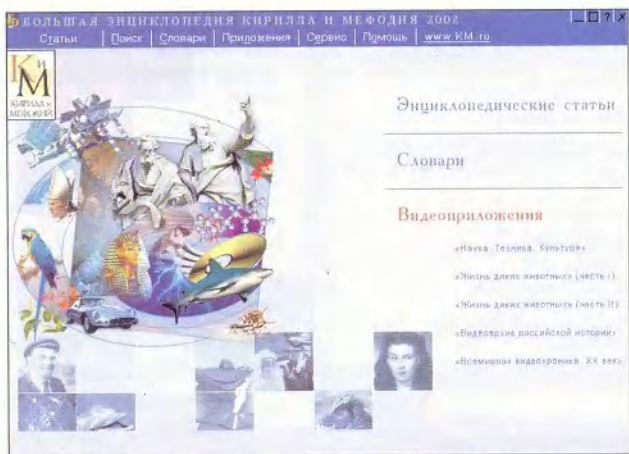 БОЛЬШАЯ ЭНЦИКЛОПЕДИЯ КИРИЛЛА И МЕФОДИЯ 2002
Статьи Поиск Словари Приложения Сервис Помощь www.KM.ru
КиМ
КИРИЛЛ и
МЕФОДИЙ
Энциклопедические статьи
Словари
Видеоприложения
«Наука. Техника. Культура»
«Жизнь диких животных» (часть I)
«Жизнь диких животных» (часть II)
«Видеоархив российской истории»
«Всемирная видеохроника. XX век»